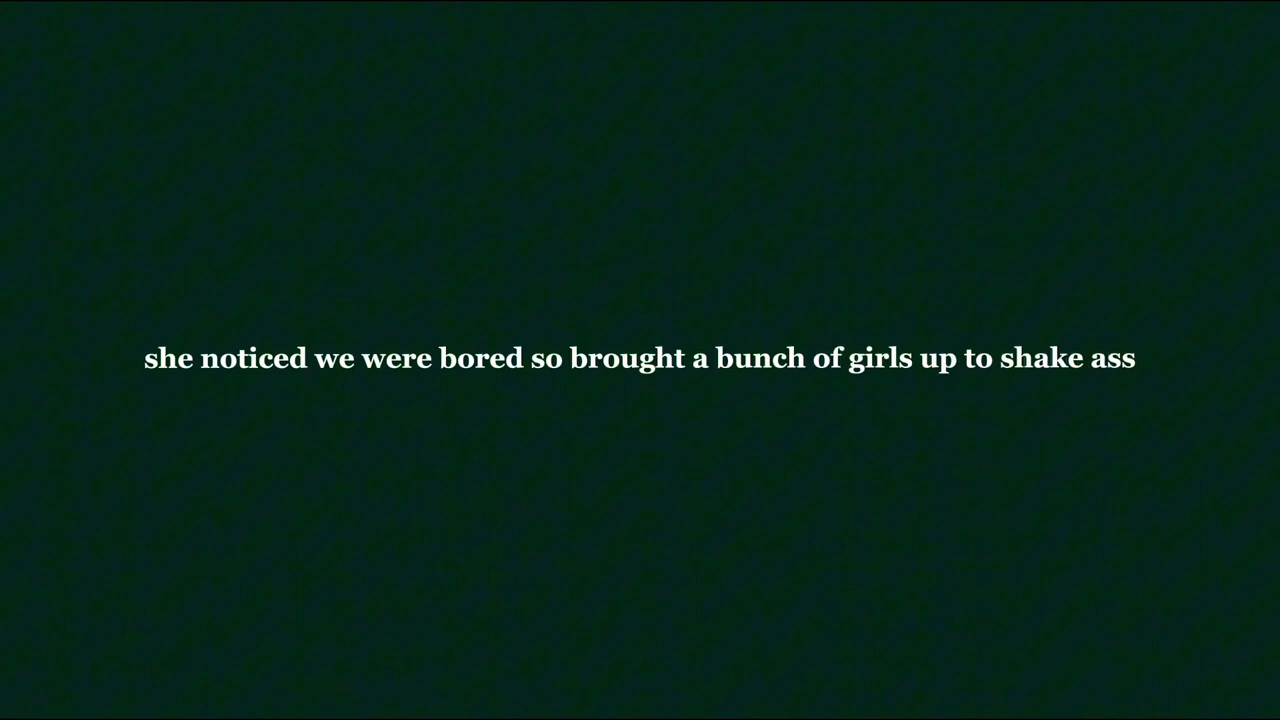 she noticed we were bored so brought a bunch of girls up to shake ass